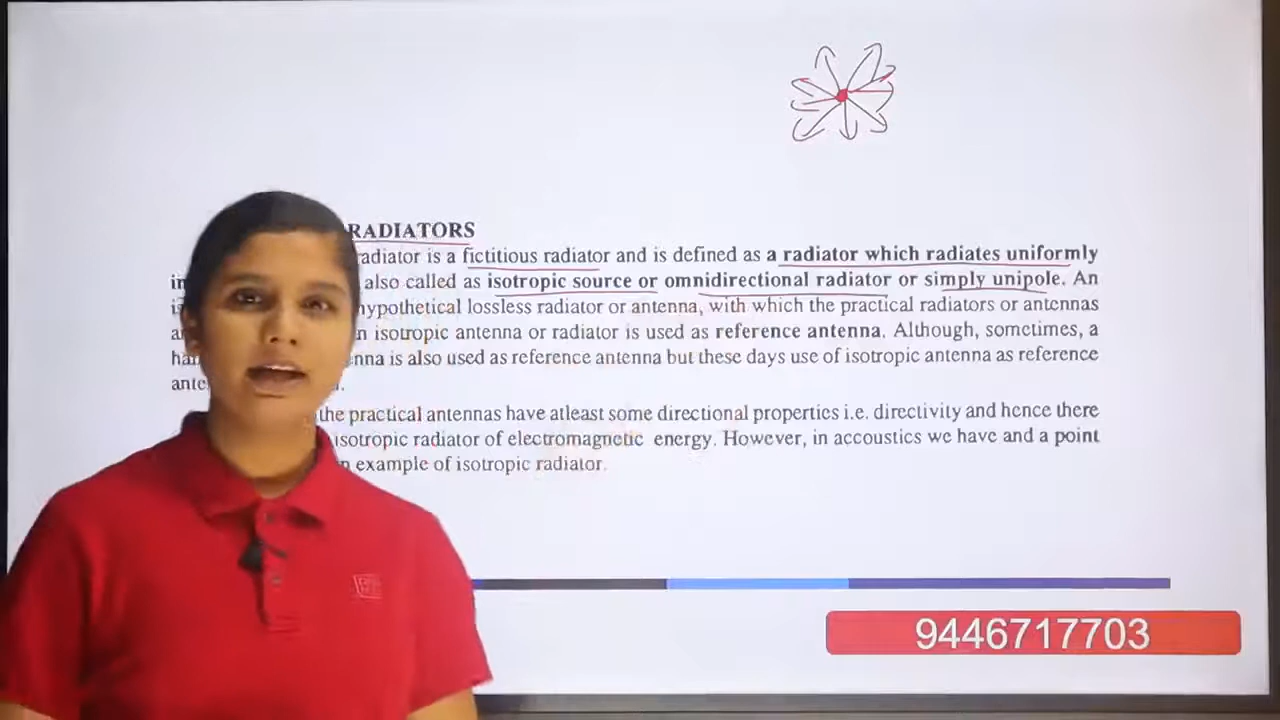 RADIATORS
adiator is a fictitious radiator and is defined as a radiator which radiates uniformly
in also called as isotropic source or omnidirectional radiator or simply unipole. An
hypothetical lossless radiator or antenna, with which the practical radiators or antennas
isotropic antenna or radiator is used as reference antenna. Although, sometimes, a
is also used as reference antenna but these days use of isotropic antenna as reference
ante
the practical antennas have atleast some directional properties i.e. directivity and hence there
isotropic radiator of electromagnetic energy. However, in accoustics we have and a point
example of isotropic radiator.
9446717703